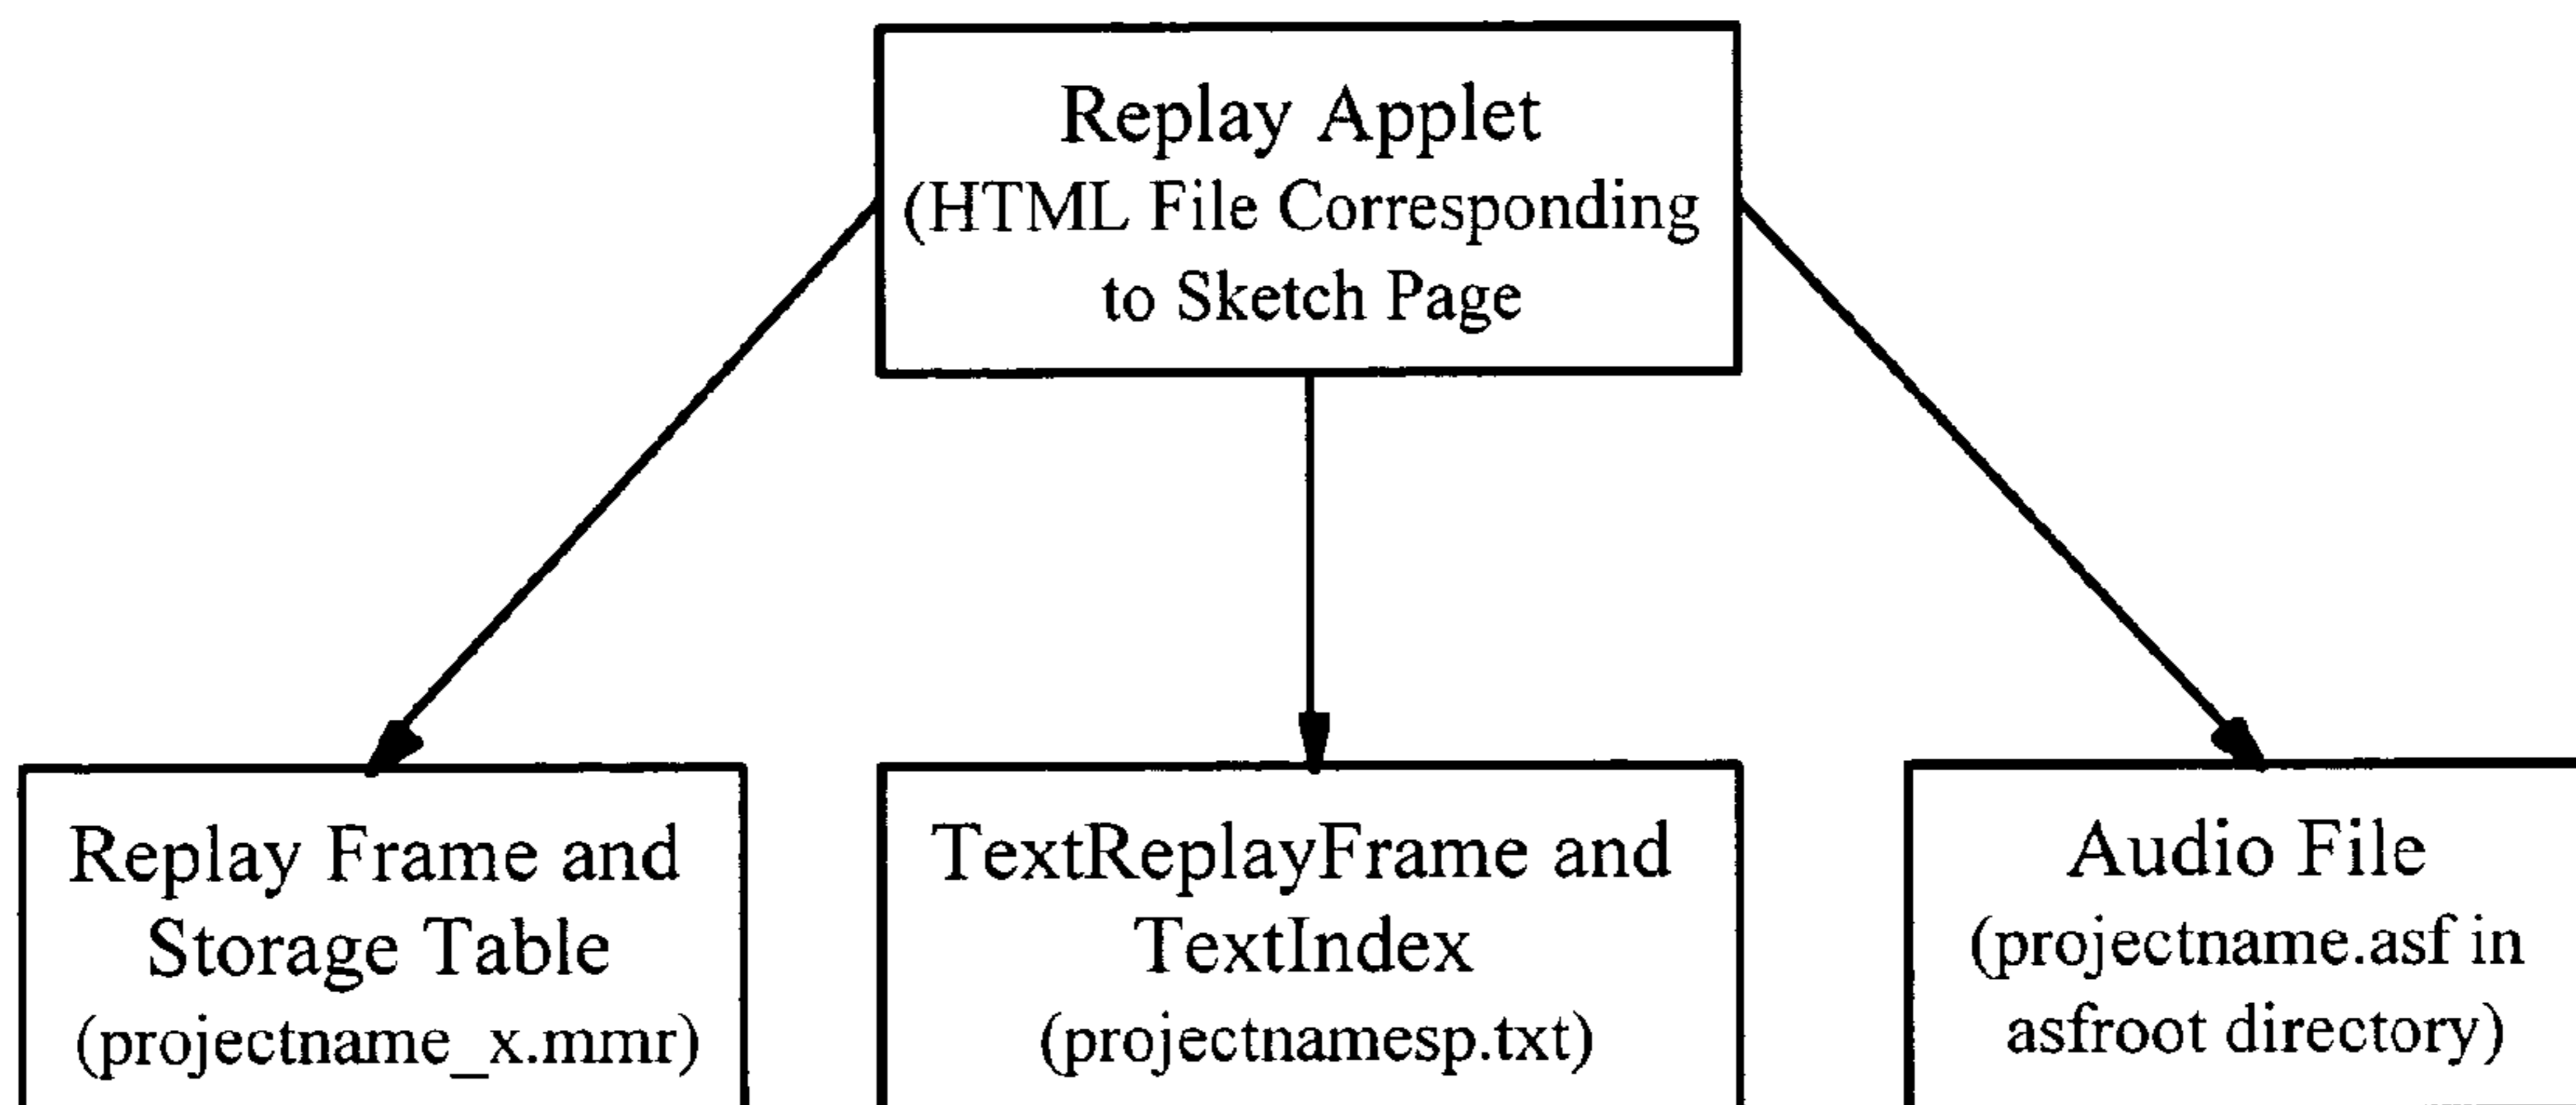 Replay Applet
(HTML File Corresponding
to Sketch Page
Replay Frame and
Storage Table
(projectname_x.mmr)
TextReplayFrame and
TextIndex
(projectnamesp.txt)
Audio File
(projectname.asf in
asfroot directory)